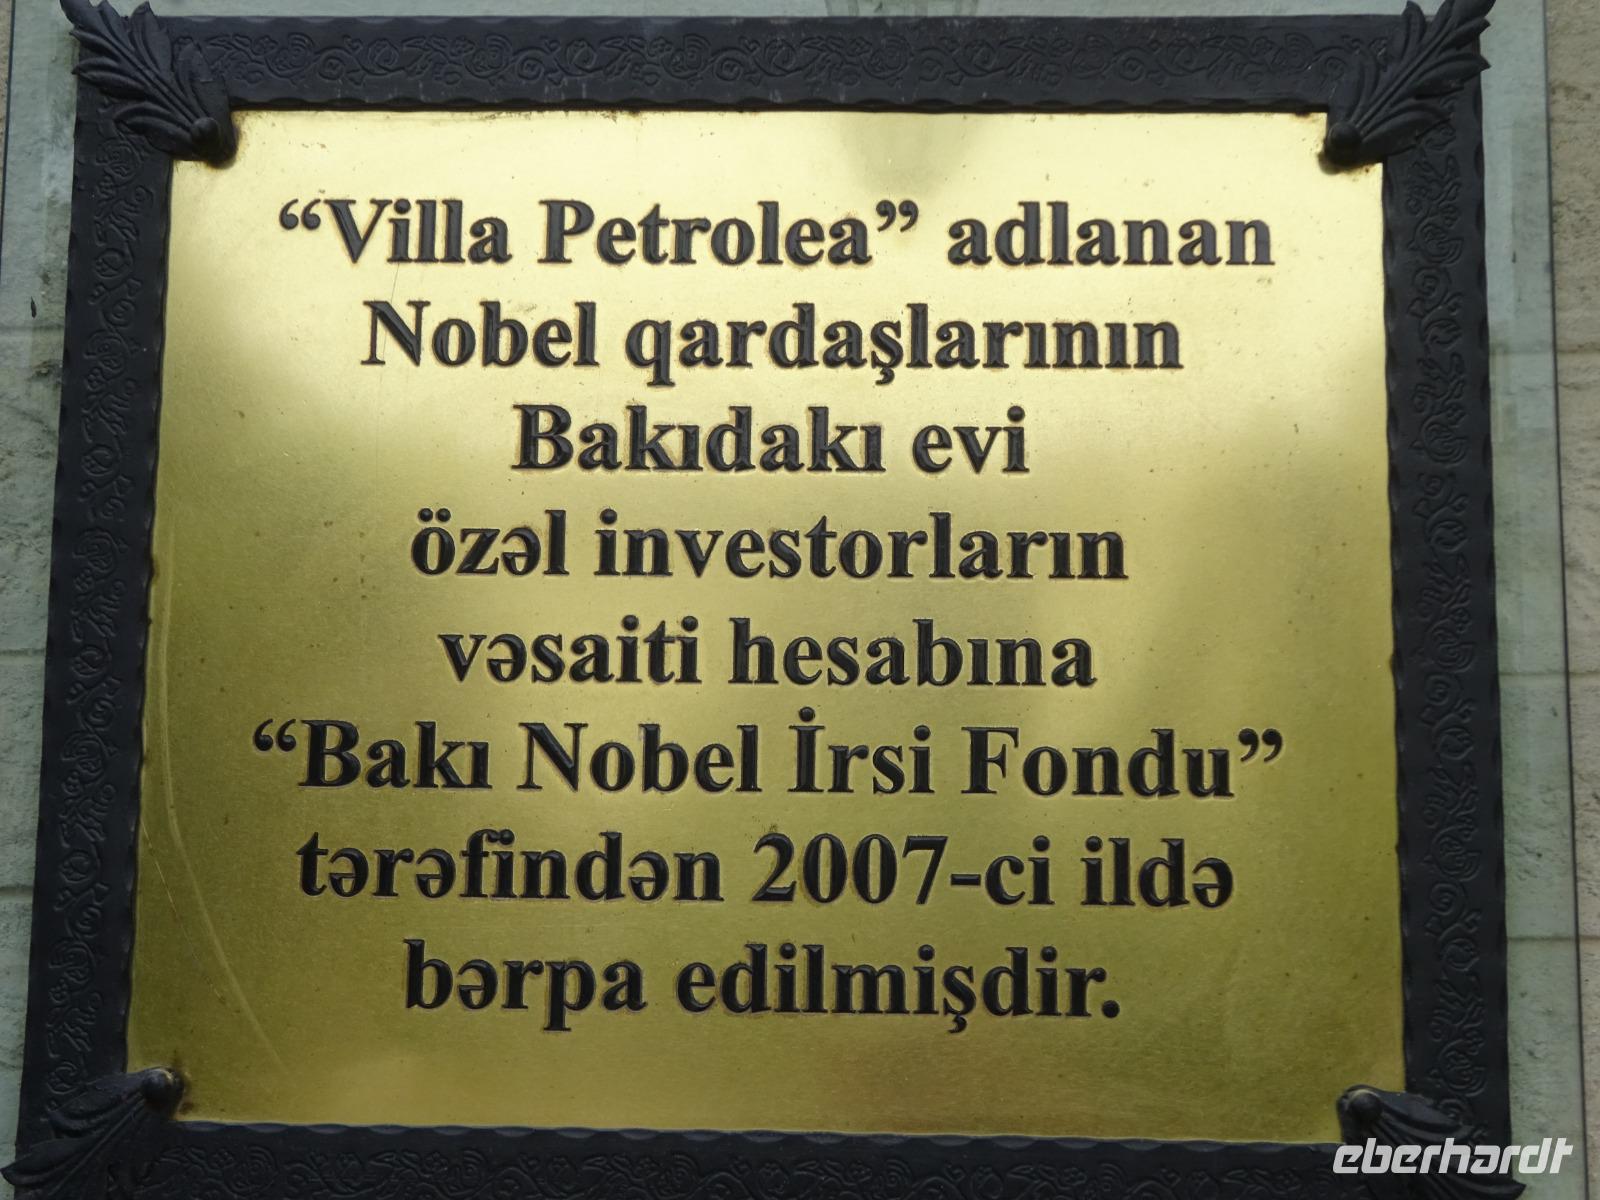 “Villa Petrolea” adlanan
Nobel qardaşlarının
Bakıdakı evi
özəl investorların
vəsaiti hesabına
“Bakı Nobel İrsi Fondu”
tərəfindən 2007-ci ildə
bərpa edilmişdir.
eberhardt